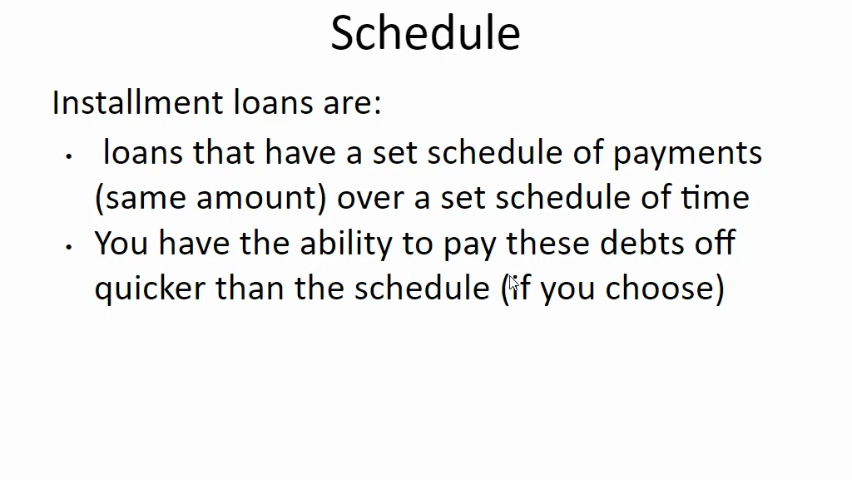 Schedule
Installment loans are:
• loans that have a set schedule of payments
(same amount) over a set schedule of time
• You have the ability to pay these debts off
quicker than the schedule (if you choose)